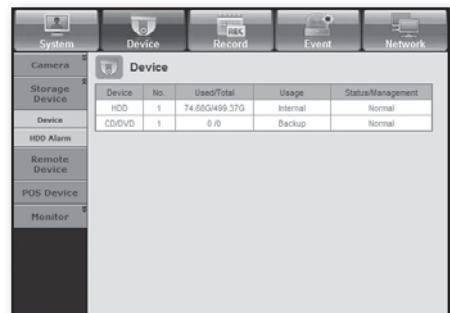 REC
System Device Record Event Network
Camera
Storage
Device
Device
HDD Alarm
Remote
Device
POS Device
Monitor
Device
Device No. Used/Total Usage Status/Management
HDD 1 74.68G/499.37G Internal Normal
CD/DVD 1 0 /0 Backup Normal